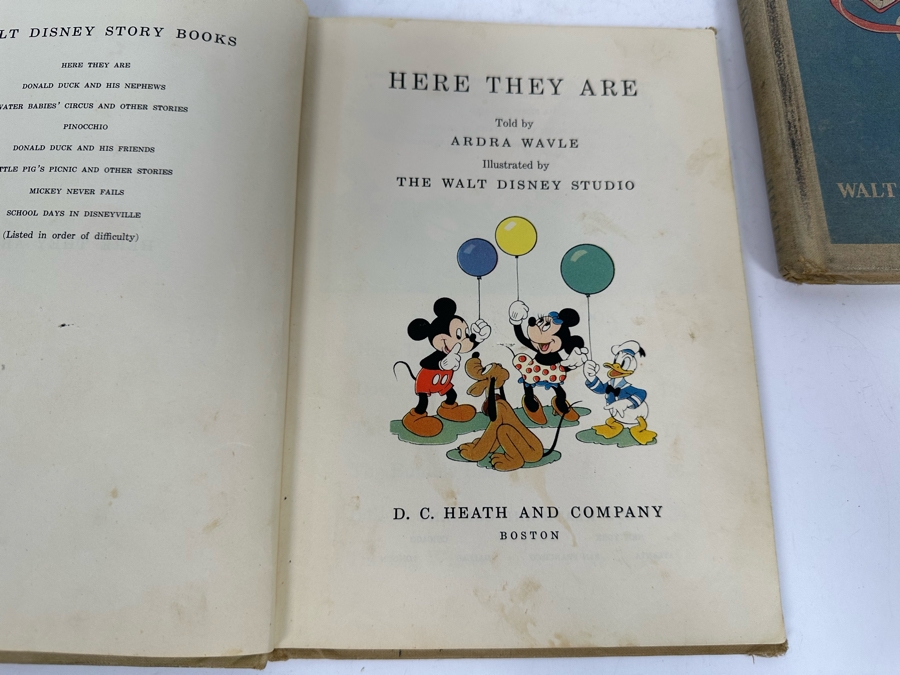 LT DISNEY STORY BOOKS
HERE THEY ARE
DONALD DUCK AND HIS NEPHEWS
WATER BABIES' CIRCUS AND OTHER STORIES
PINOCCHIO
DONALD DUCK AND HIS FRIENDS
TTLE PIG'S PICNIC AND OTHER STORIES
MICKEY NEVER FAILS
SCHOOL DAYS IN DISNEYVILLE
(Listed in order of difficulty)
HERE THEY ARE
Told by
ARDRA WAVLE
Illustrated by
THE WALT DISNEY STUDIO
D. C. HEATH AND COMPANY
BOSTON
WALT